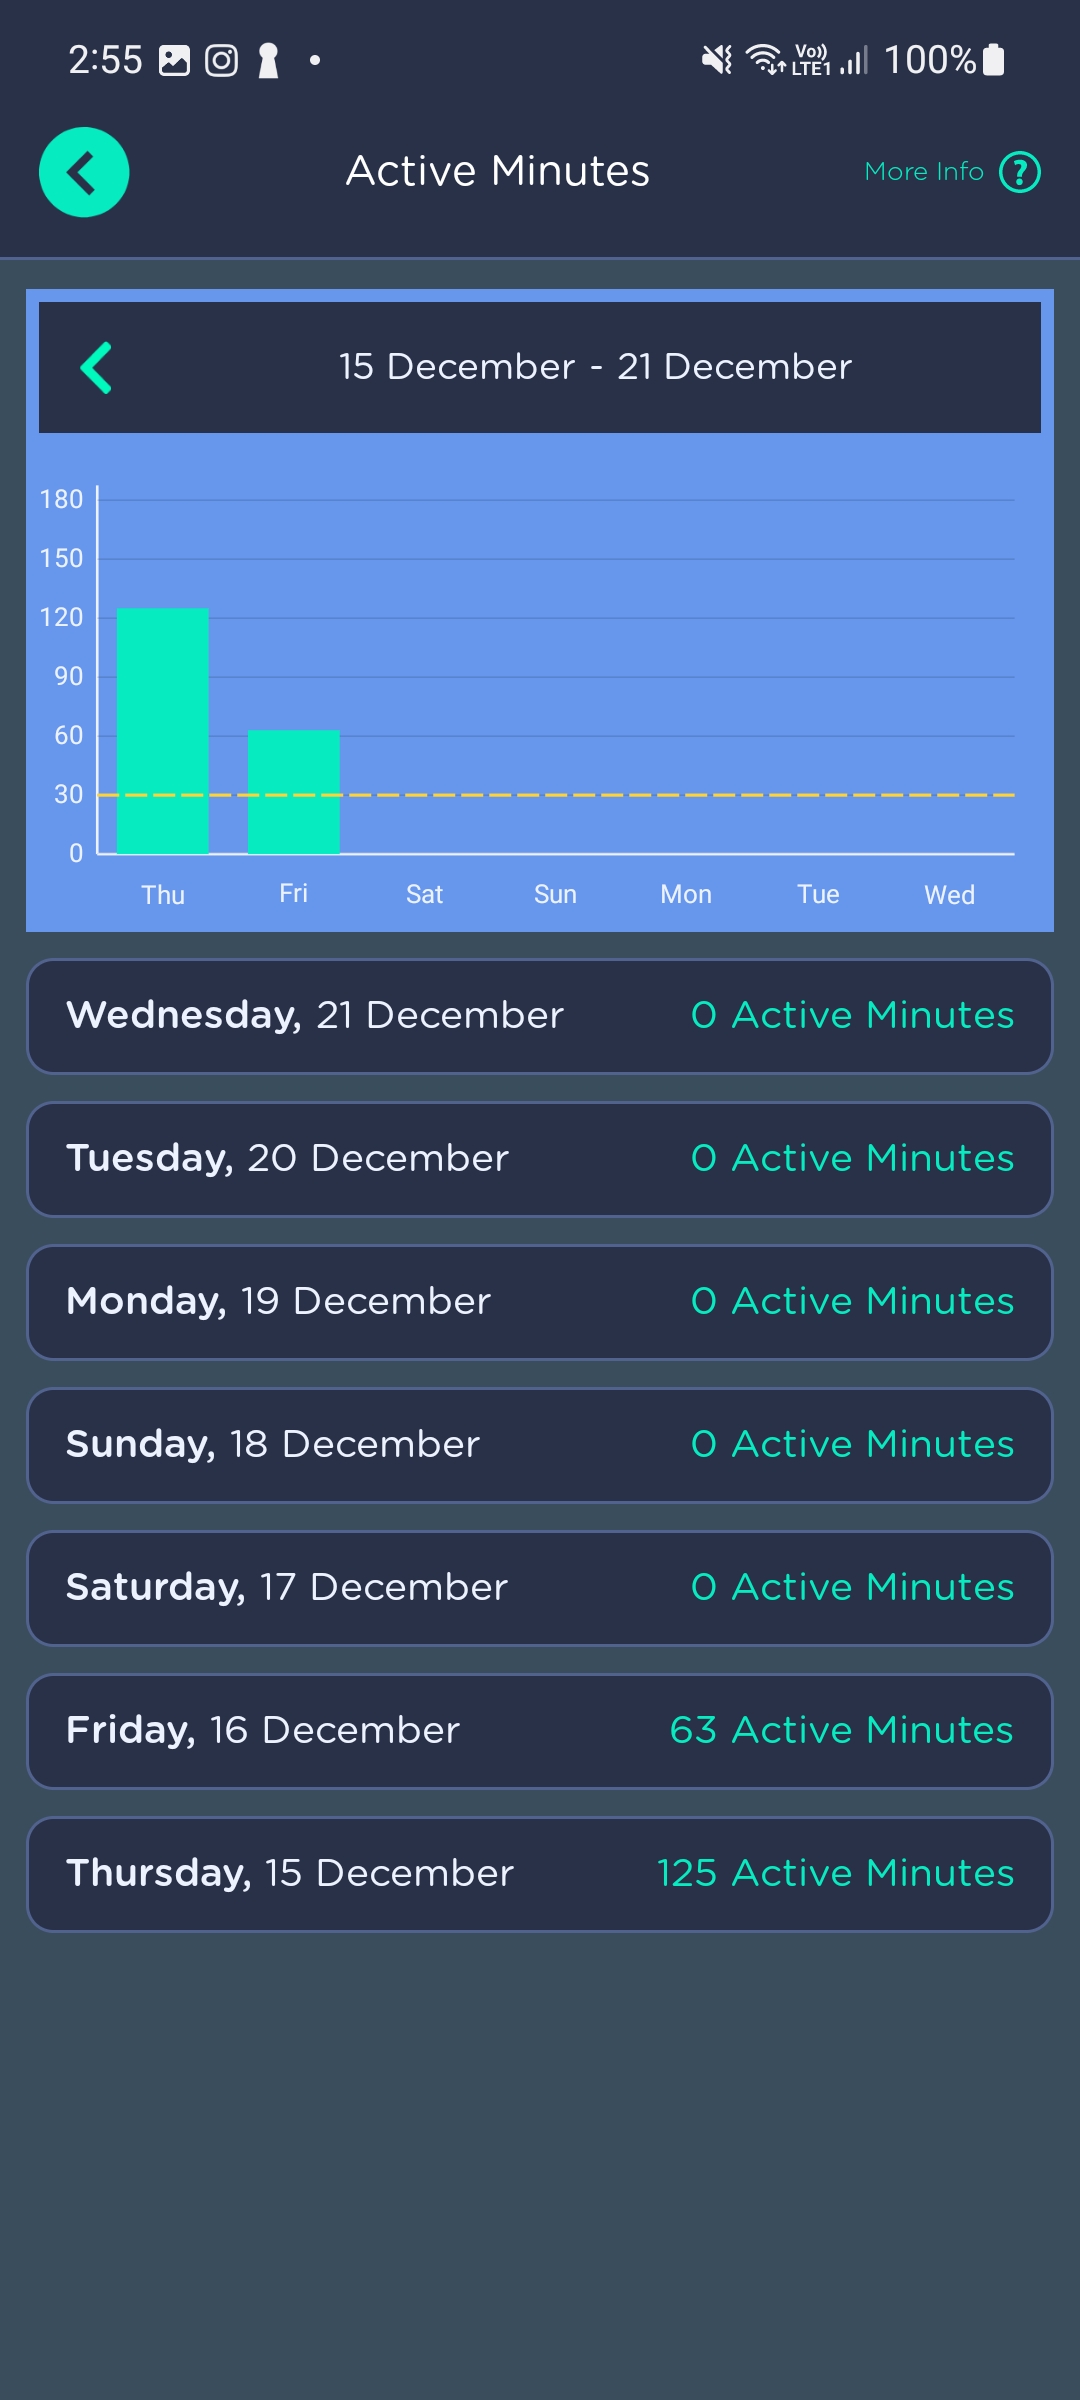 2:55 Vo)) LTE1 100%
Active Minutes More Info ?
15 December - 21 December
180
150
120
90
60
30
0
Thu Fri Sat Sun Mon Tue Wed
Wednesday, 21 December 0 Active Minutes
Tuesday, 20 December 0 Active Minutes
Monday, 19 December 0 Active Minutes
Sunday, 18 December 0 Active Minutes
Saturday, 17 December 0 Active Minutes
Friday, 16 December 63 Active Minutes
Thursday, 15 December 125 Active Minutes